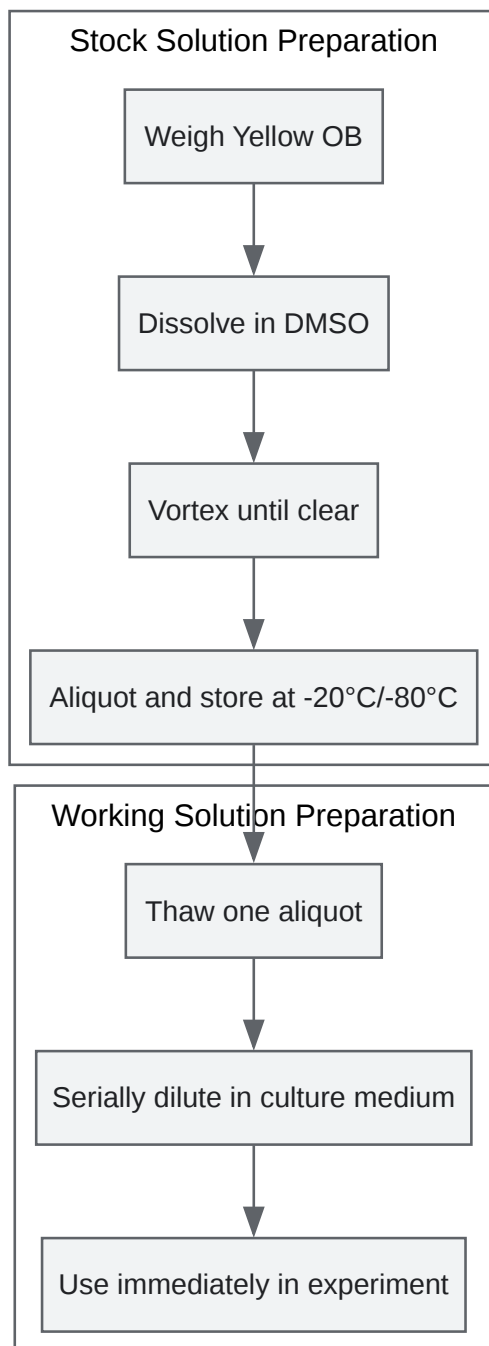 Stock Solution Preparation
Weigh Yellow OB
Dissolve in DMSO
Vortex until clear
Aliquot and store at -20°C/-80°C
Working Solution Preparation
Thaw one aliquot
Serially dilute in culture medium
Use immediately in experiment